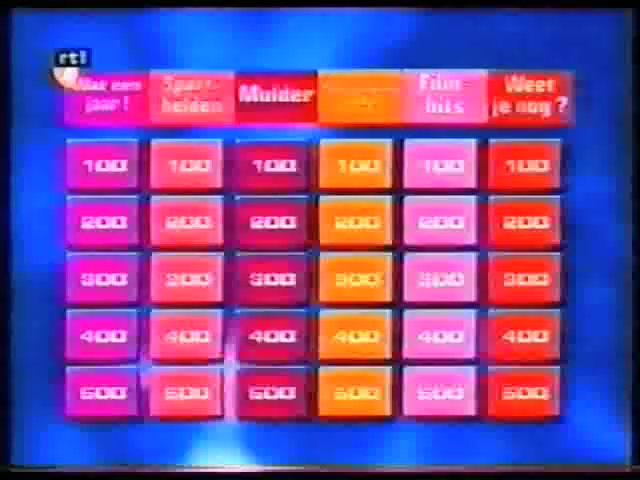 rtl
Wat een
jaar !
Sport-
helden
Mulder
Film-
hits
Weet
je nog ?
100 100 100 100 100 100
200 200 200 200 200 200
300 300 300 300 300 300
400 400 400 400 400 400
500 500 500 500 500 500